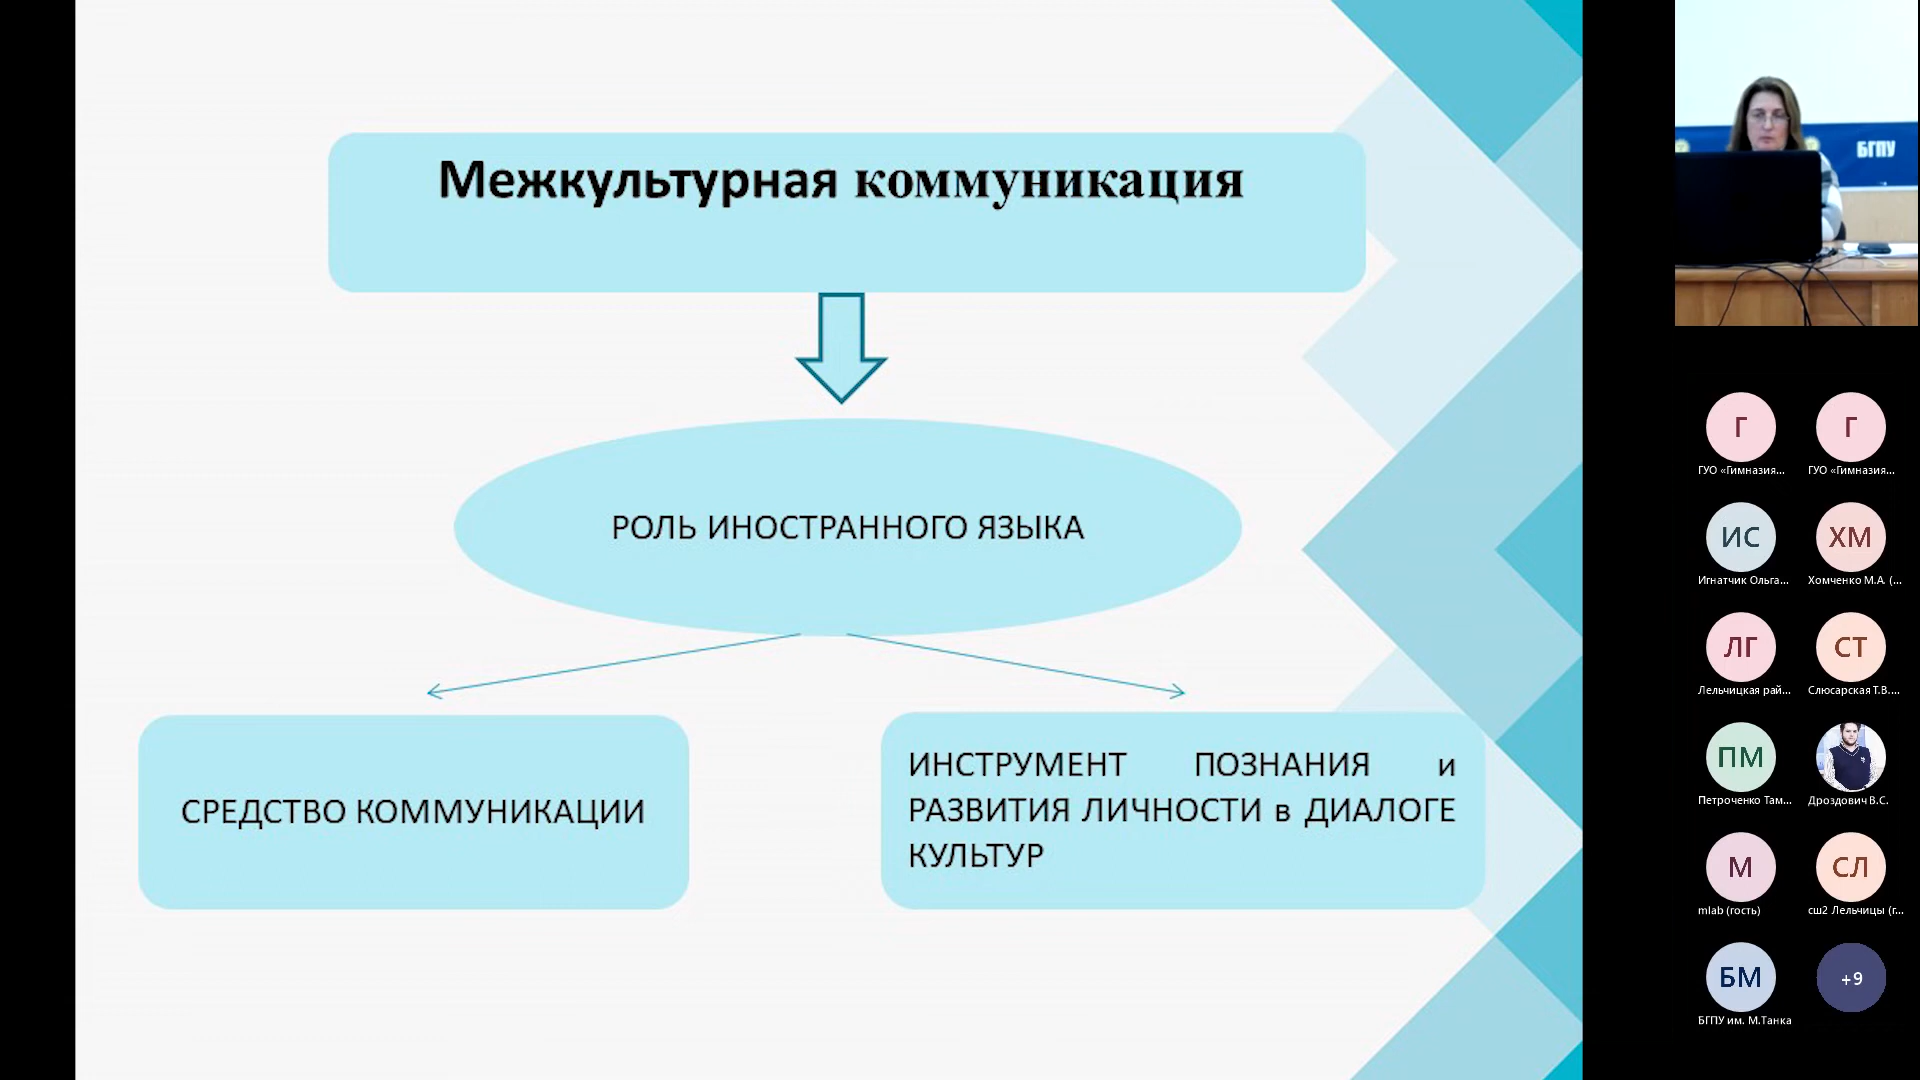 Межкультурная коммуникация
РОЛЬ ИНОСТРАННОГО ЯЗЫКА
СРЕДСТВО КОММУНИКАЦИИ
ИНСТРУМЕНТ ПОЗНАНИЯ и
РАЗВИТИЯ ЛИЧНОСТИ в ДИАЛОГЕ
КУЛЬТУР
БГПУ
Г
Г
ГУО «Гимназия...
ГУО «Гимназия...
ИС
ХМ
Игнатчик Ольга...
Хомченко М.А. (...
ЛГ
СТ
Лельчицкая рай...
Слюсарская Т.В....
ПМ
Петроченко Там...
Дроздович В.С.
М
СЛ
mlab (гость)
сш2 Лельчицы (г...
БМ
+9
БГПУ им. М.Танка